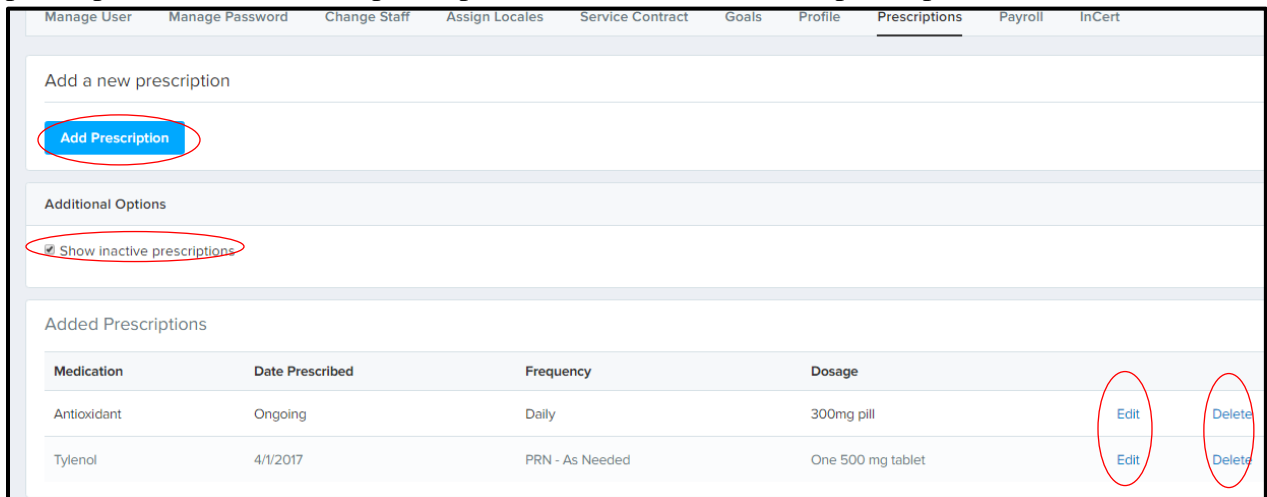 Manage User Manage Password Change Staff Assign Locales Service Contract Goals Profile Prescriptions Payroll InCert
Add a new prescription
Add Prescription
Additional Options
Show inactive prescriptions
Added Prescriptions
Medication Date Prescribed Frequency Dosage
Antioxidant Ongoing Daily 300mg pill Edit Delete
Tylenol 4/1/2017 PRN - As Needed One 500 mg tablet Edit Delete